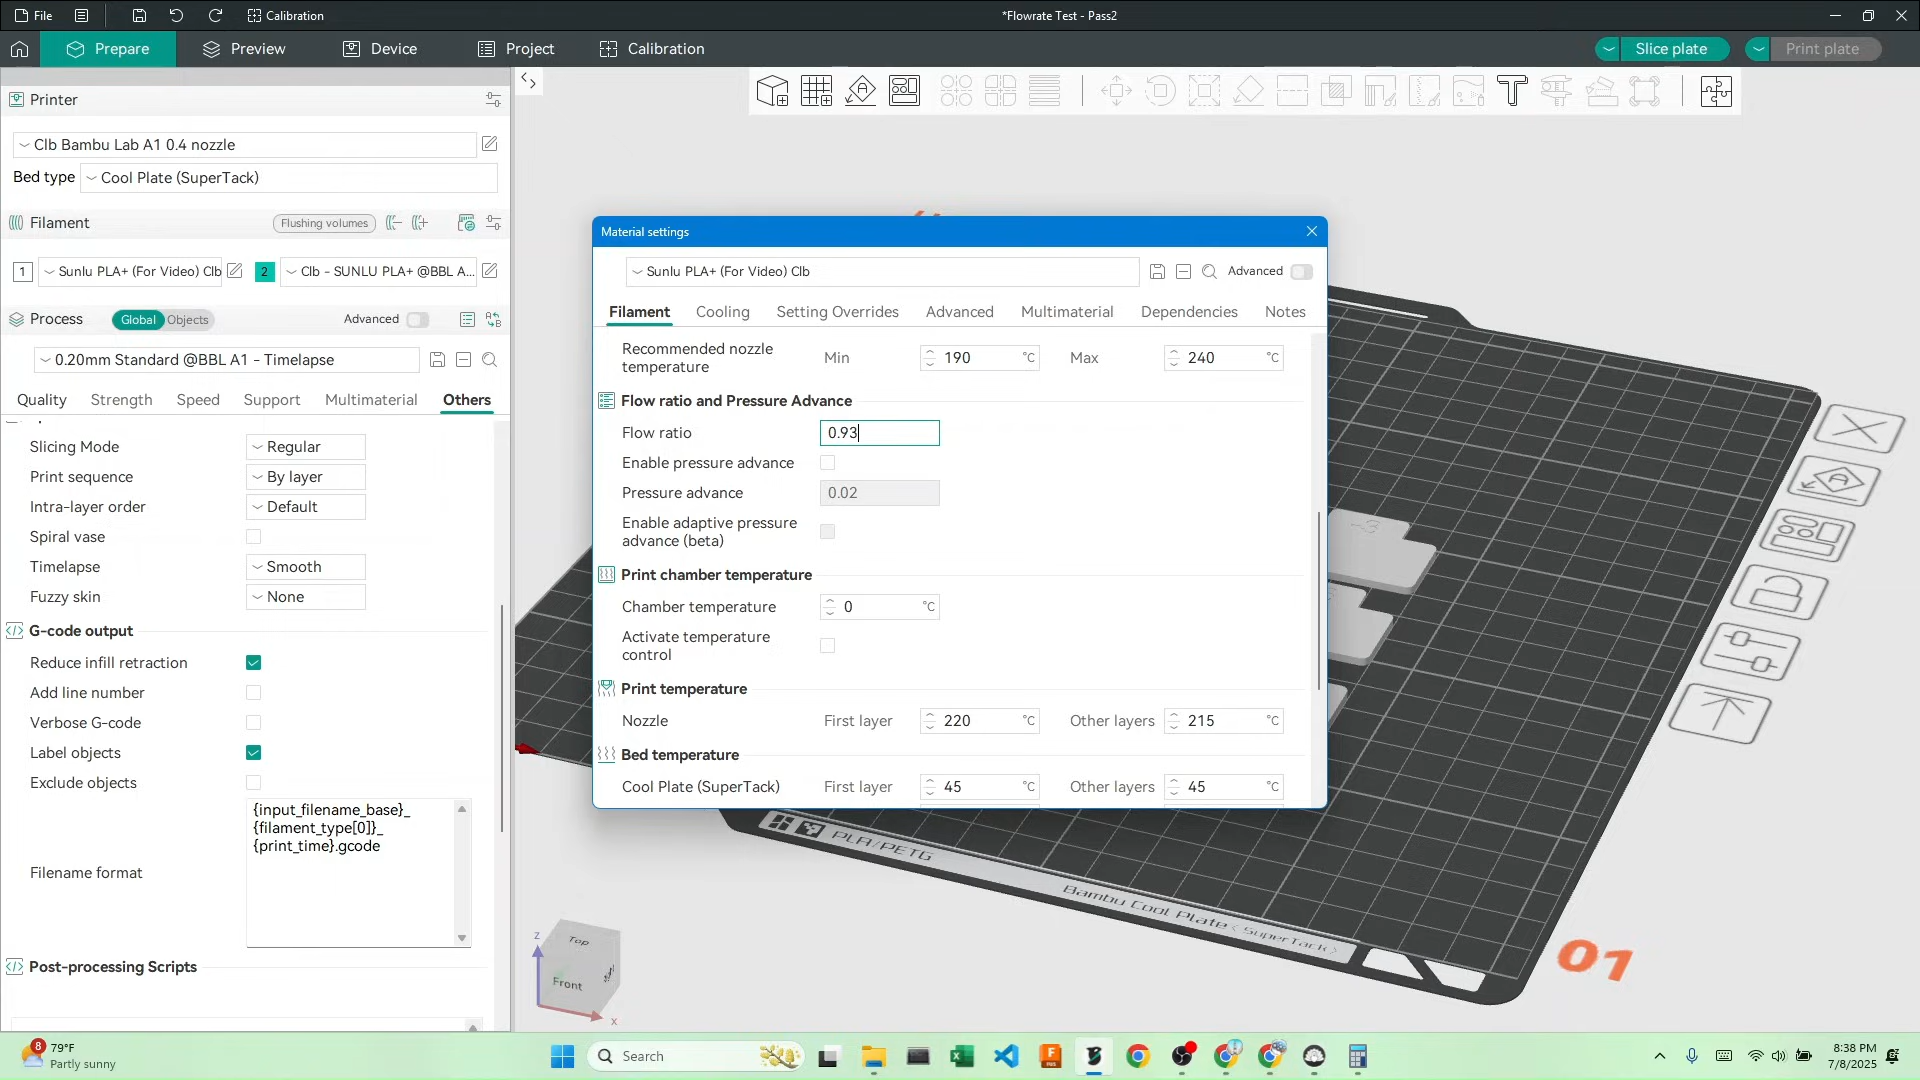 File
Calibration
*Flowrate Test - Pass2
Prepare
Preview
Device
Project
Calibration
Slice plate
Print plate
Printer
Clb Bambu Lab A1 0.4 nozzle
Bed type
Cool Plate (SuperTack)
Filament
Flushing volumes
1
Sunlu PLA+ (For Video) Clb
2
Clb - SUNLU PLA+ @BBL A...
Process
Global
Objects
Advanced
0.20mm Standard @BBL A1 - Timelapse
Quality
Strength
Speed
Support
Multimaterial
Others
Slicing Mode
Regular
Print sequence
By layer
Intra-layer order
Default
Spiral vase
Timelapse
Smooth
Fuzzy skin
None
G-code output
Reduce infill retraction
Add line number
Verbose G-code
Label objects
Exclude objects
Filename format
{input_filename_base}_
{filament_type[0]}_
{print_time}.gcode
Post-processing Scripts
Material settings
Sunlu PLA+ (For Video) Clb
Advanced
Filament
Cooling
Setting Overrides
Advanced
Multimaterial
Dependencies
Notes
Recommended nozzle
temperature
Min
190
°C
Max
240
°C
Flow ratio and Pressure Advance
Flow ratio
0.93
Enable pressure advance
Pressure advance
0.02
Enable adaptive pressure
advance (beta)
Print chamber temperature
Chamber temperature
0
°C
Activate temperature
control
Print temperature
Nozzle
First layer
220
°C
Other layers
215
°C
Bed temperature
Cool Plate (SuperTack)
First layer
45
°C
Other layers
45
°C
-3
PLA/PETG
Bambu Cool Plate <SuperTack>
01
Top
Front
z
x
8
79°F
Partly sunny
Search
8:38 PM
7/8/2025